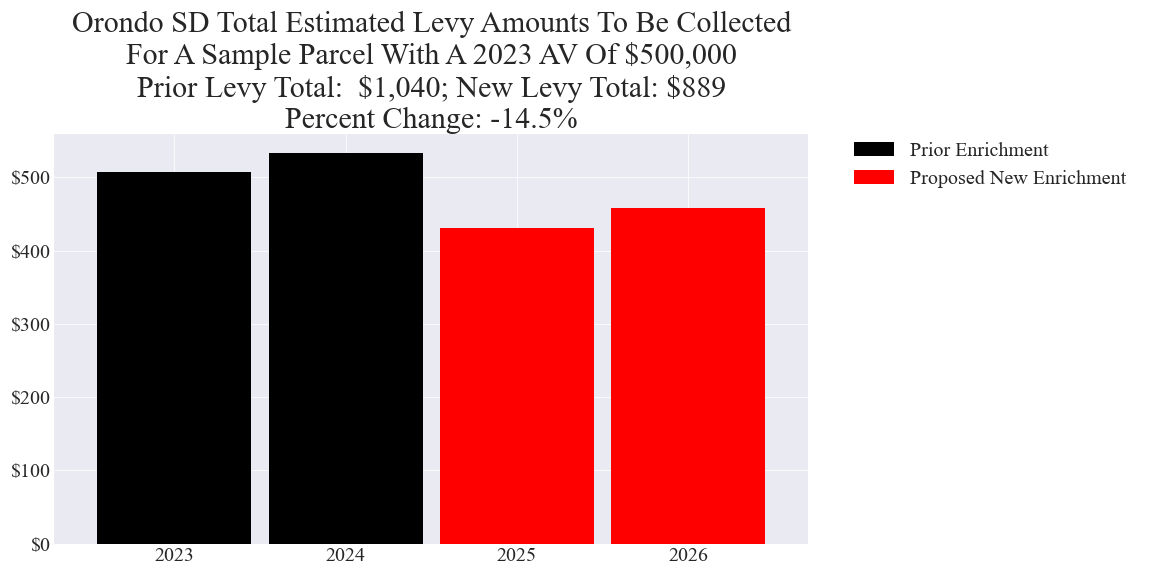 Orondo SD Total Estimated Levy Amounts To Be Collected
For A Sample Parcel With A 2023 AV Of $500,000
Prior Levy Total:  $1,040; New Levy Total: $889
Percent Change: -14.5%
Prior Enrichment
Proposed New Enrichment
$500
$400
$300
$200
$100
$0
2023 2024 2025 2026